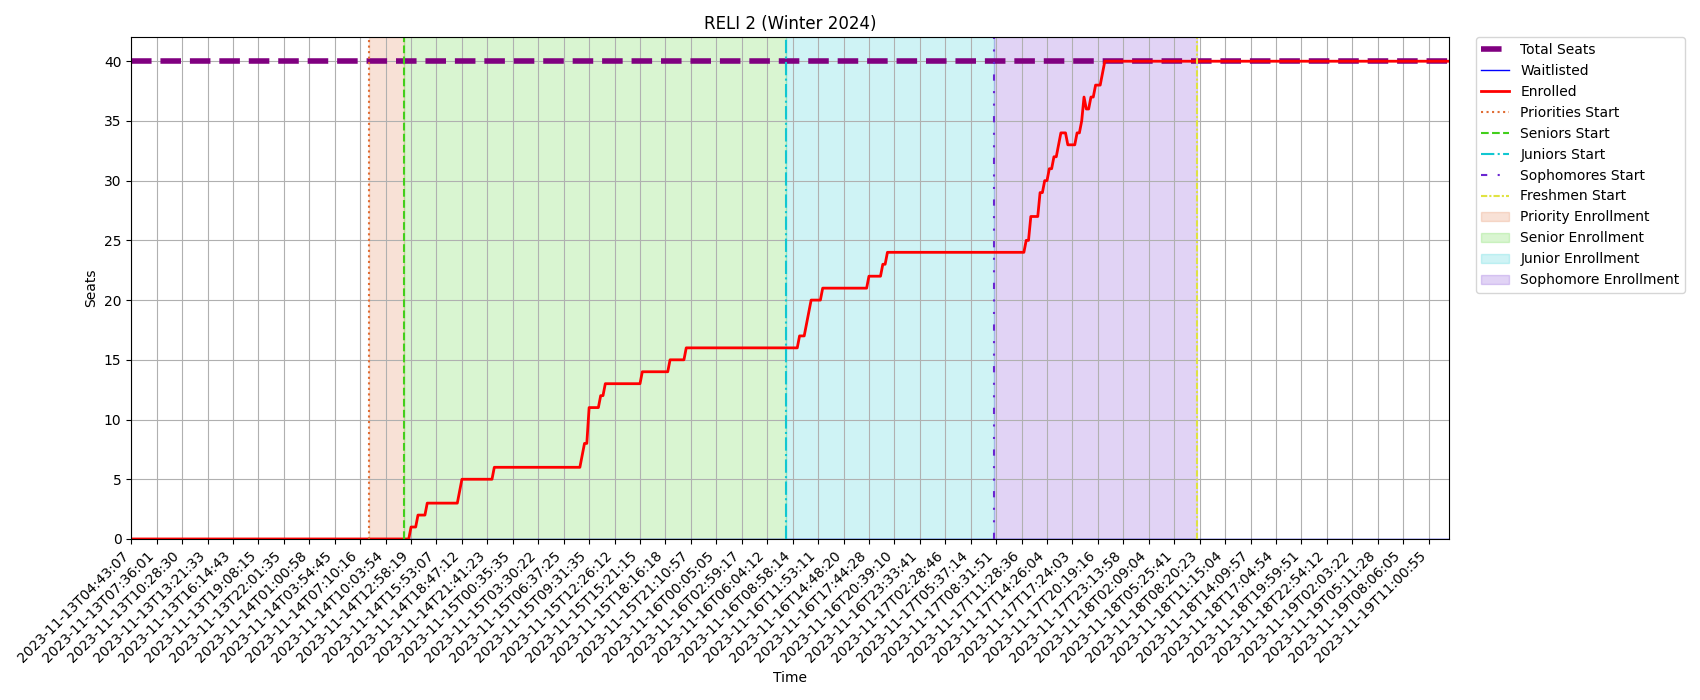 RELI 2 (Winter 2024)
Seats
40
35
30
25
20
15
10
5
0
2023-11-13T04:43:07
2023-11-13T07:36:01
2023-11-13T10:28:30
2023-11-13T13:21:33
2023-11-13T16:14:43
2023-11-13T19:08:15
2023-11-13T22:01:35
2023-11-14T01:00:58
2023-11-14T03:54:45
2023-11-14T07:10:16
2023-11-14T10:03:54
2023-11-14T12:58:19
2023-11-14T15:53:07
2023-11-14T18:47:12
2023-11-14T21:41:23
2023-11-15T00:35:35
2023-11-15T03:30:22
2023-11-15T06:37:25
2023-11-15T09:31:35
2023-11-15T12:26:12
2023-11-15T15:21:15
2023-11-15T18:16:18
2023-11-15T21:10:57
2023-11-16T00:05:05
2023-11-16T02:59:17
2023-11-16T06:04:12
2023-11-16T08:58:14
2023-11-16T11:53:11
2023-11-16T14:48:20
2023-11-16T17:44:28
2023-11-16T20:39:10
2023-11-16T23:33:41
2023-11-17T02:28:46
2023-11-17T05:37:14
2023-11-17T08:31:51
2023-11-17T11:28:36
2023-11-17T14:26:04
2023-11-17T17:24:03
2023-11-17T20:19:16
2023-11-17T23:13:58
2023-11-18T02:09:04
2023-11-18T05:25:41
2023-11-18T08:20:23
2023-11-18T11:15:04
2023-11-18T14:09:57
2023-11-18T17:04:54
2023-11-18T19:59:51
2023-11-18T22:54:12
2023-11-19T02:03:22
2023-11-19T05:11:28
2023-11-19T08:06:05
2023-11-19T11:00:55
Time
Total Seats
Waitlisted
Enrolled
Priorities Start
Seniors Start
Juniors Start
Sophomores Start
Freshmen Start
Priority Enrollment
Senior Enrollment
Junior Enrollment
Sophomore Enrollment